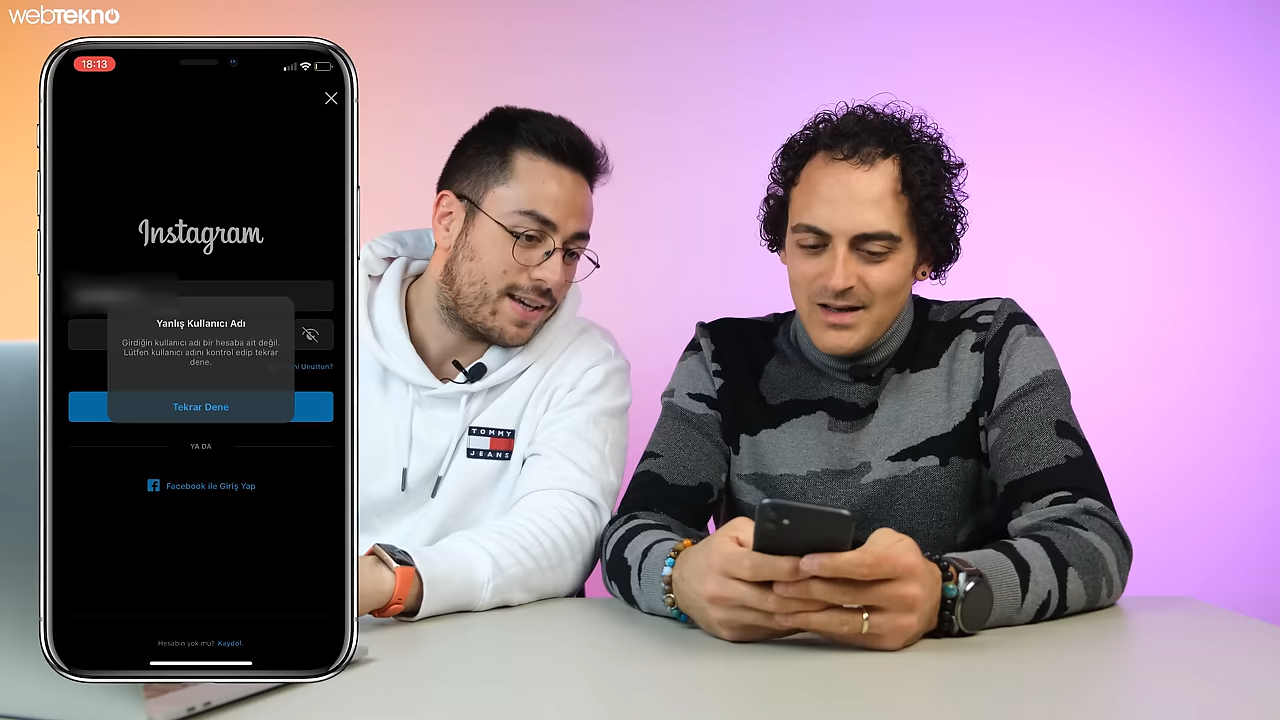 webTEKNO
18:13
Instagram
Yanlış Kullanıcı Adı
Girdiğin kullanıcı adı bir hesaba ait değil.
Lütfen kullanıcı adını kontrol edip tekrar
dene.
Unuttun?
Tekrar Dene
YA DA
Facebook ile Giriş Yap
Hesabın yok mu? Kaydol.
TOMMY
JEANS